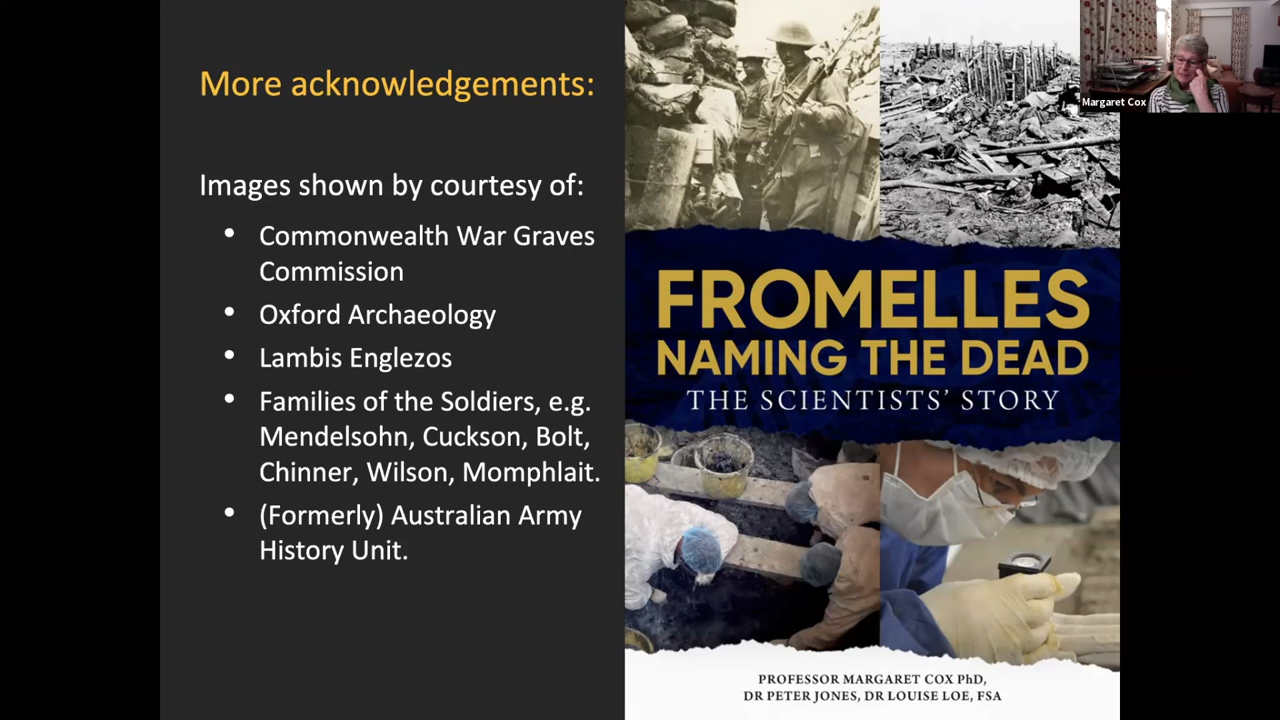 More acknowledgements:
Images shown by courtesy of:
• Commonwealth War Graves
Commission
• Oxford Archaeology
• Lambis Englezos
• Families of the Soldiers, e.g.
Mendelsohn, Cuckson, Bolt,
Chinner, Wilson, Momphlait.
• (Formerly) Australian Army
History Unit.
FROMELLES
NAMING THE DEAD
THE SCIENTISTS’ STORY
PROFESSOR MARGARET COX PhD,
DR PETER JONES, DR LOUISE LOE, FSA
Margaret Cox